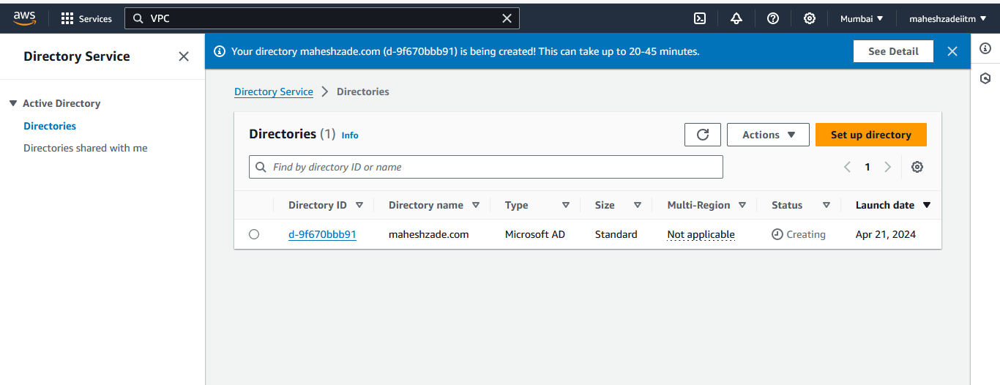 aws Services VPC Mumbai maheshzadeiitm
Directory Service
Your directory maheshzade.com (d-9f670bbb91) is being created! This can take up to 20-45 minutes. See Detail
Directory Service Directories
Active Directory
Directories
Directories shared with me
Directories (1) Info Actions Set up directory
Find by directory ID or name 1
Directory ID Directory name Type Size Multi-Region Status Launch date
d-9f670bbb91 maheshzade.com Microsoft AD Standard Not applicable Creating Apr 21, 2024